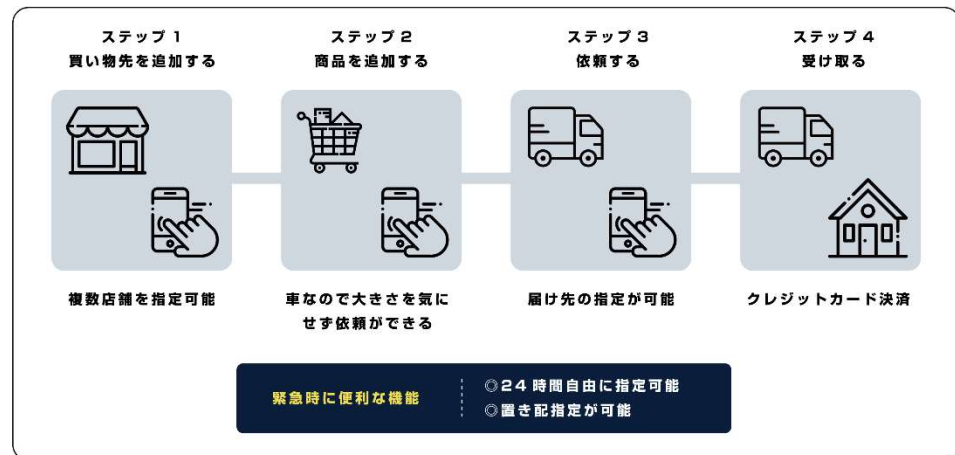 ステップ1
買い物先を追加する
複数店舗を指定可能
ステップ2
商品を追加する
車なので大きさを気に
せず依頼ができる
ステップ3
依頼する
届け先の指定が可能
ステップ4
受け取る
クレジットカード決済
緊急時に便利な機能
◎24時間自由に指定可能
◎置き配指定が可能